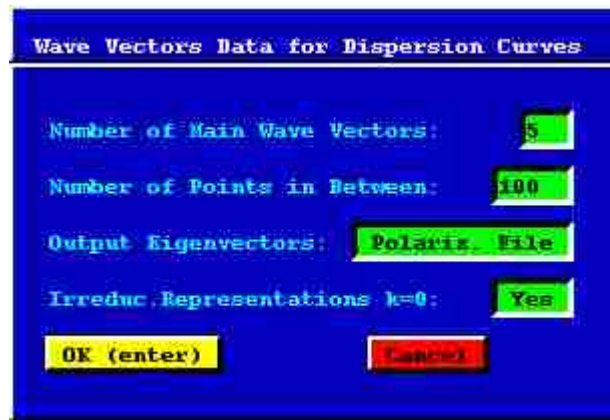 Wave Vectors Data for Dispersion Curves
Number of Main Wave Vectors: 5
Number of Points in Between: 100
Output Eigenvectors: Polaris. File
Irreduc.Representations k=0: Yes
OK (enter) Cancel